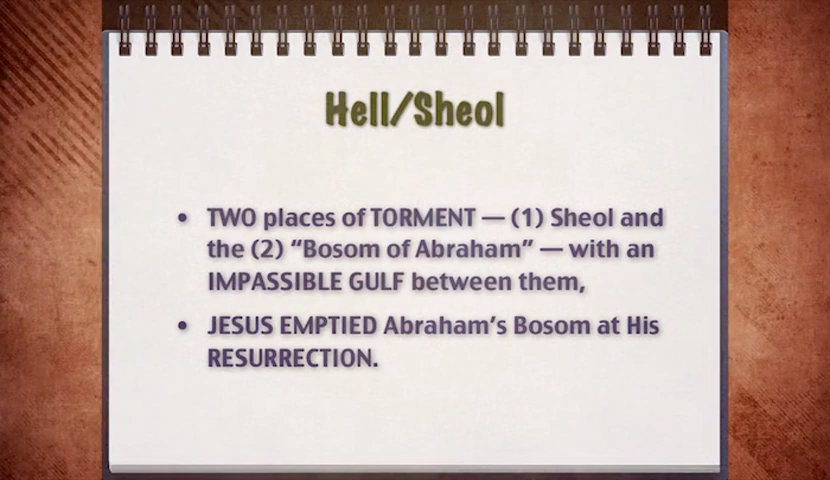 Hell/Sheol
• TWO places of TORMENT — (1) Sheol and
the (2) “Bosom of Abraham” — with an
IMPASSIBLE GULF between them,
• JESUS EMPTIED Abraham’s Bosom at His
RESURRECTION.